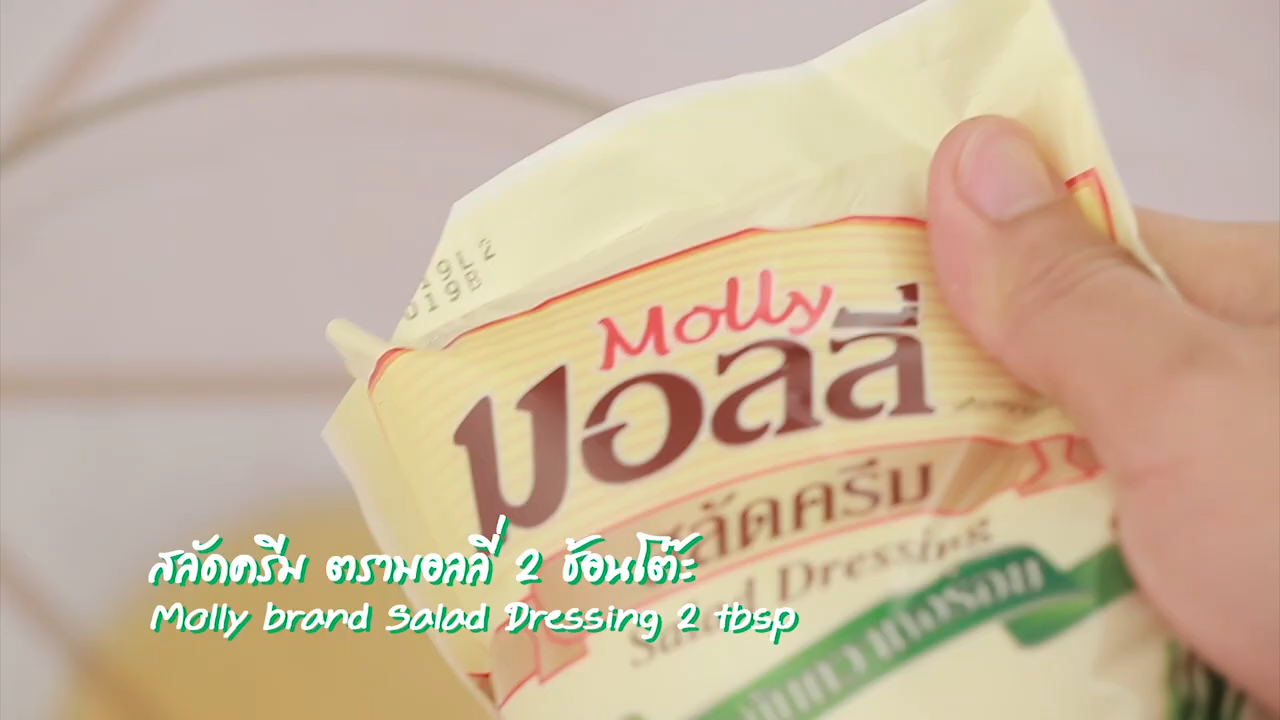 Molly
มอลลี่
สลัดครีม
Salad Dressing
สลัดครีม ตรามอลลี่ 2 ช้อนโต๊ะ
Molly brand Salad Dressing 2 tbsp